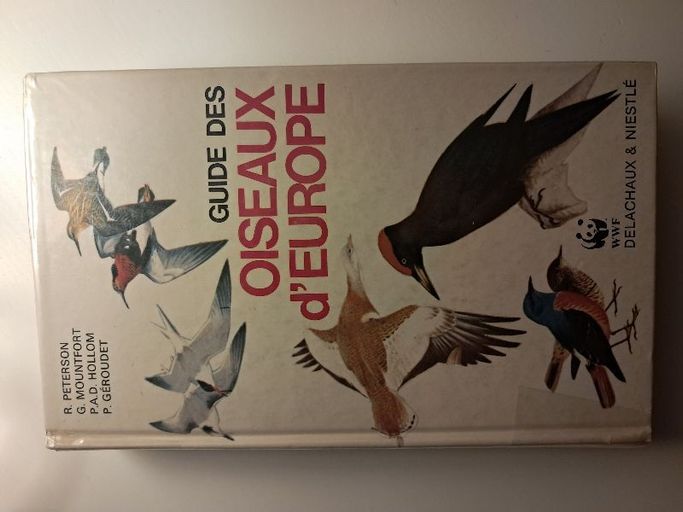 R. PETERSON
G. MOUNTFORT
P.A.D. HOLLOM
P. GÉROUDET
GUIDE DES
OISEAUX
d'EUROPE
WWF
DELACHAUX & NIESTLÉ